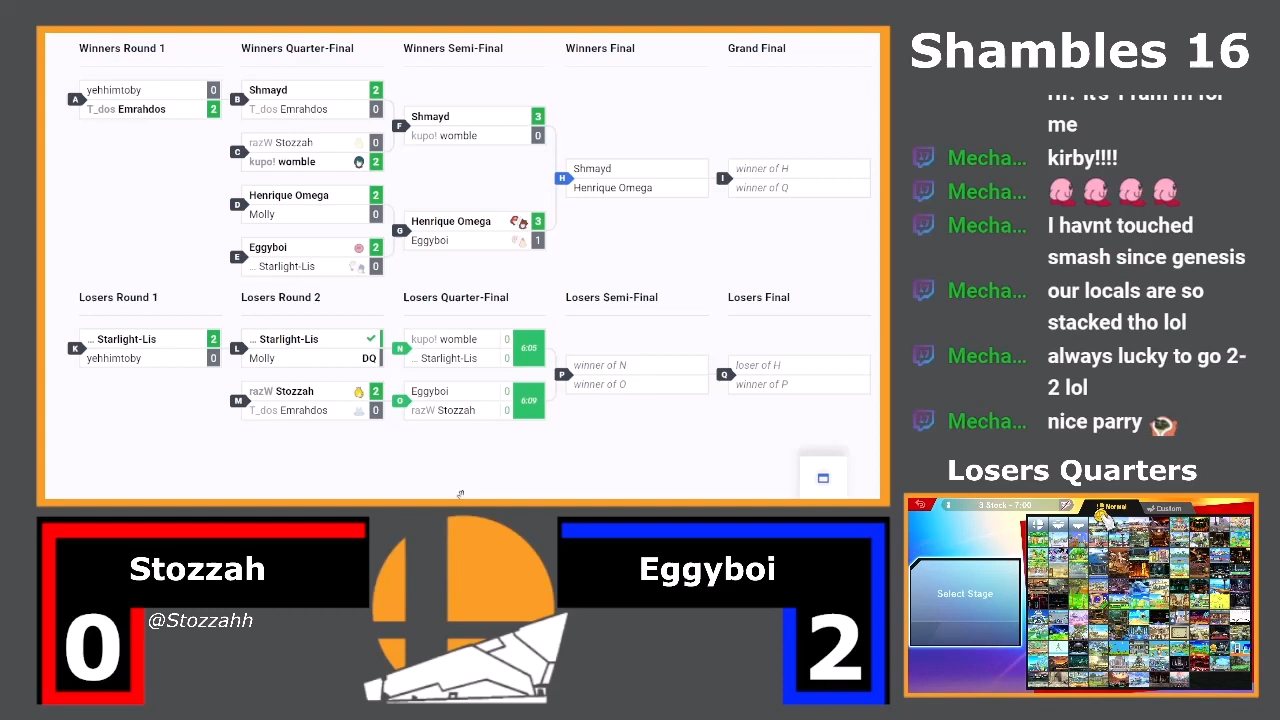 Winners Round 1
Winners Quarter-Final
Winners Semi-Final
Winners Final
Grand Final
A
yehhimtoby 0
T_dos Emrahdos 2
B
Shmayd 2
T_dos Emrahdos 0
C
razW Stozzah 0
kupo! womble 2
D
Henrique Omega 2
Molly 0
E
Eggyboi 2
... Starlight-Lis 0
F
Shmayd 3
kupo! womble 0
G
Henrique Omega 3
Eggyboi 1
H
Shmayd
Henrique Omega
I
winner of H
winner of Q
Losers Round 1
Losers Round 2
Losers Quarter-Final
Losers Semi-Final
Losers Final
K
... Starlight-Lis 2
yehhimtoby 0
L
... Starlight-Lis
Molly DQ
M
razW Stozzah 2
T_dos Emrahdos 0
N
kupo! womble 0
... Starlight-Lis 0
6:05
O
Eggyboi 0
razW Stozzah 0
6:09
P
winner of N
winner of O
Q
loser of H
winner of P
Shambles 16
me
Mecha... kirby!!!!
Mecha...
Mecha... I havnt touched
smash since genesis
Mecha... our locals are so
stacked tho lol
Mecha... always lucky to go 2-
2 lol
Mecha... nice parry
Losers Quarters
3 Stock - 7:00
Normal
Custom
Select Stage
Stozzah
0
@Stozzahh
Eggyboi
2